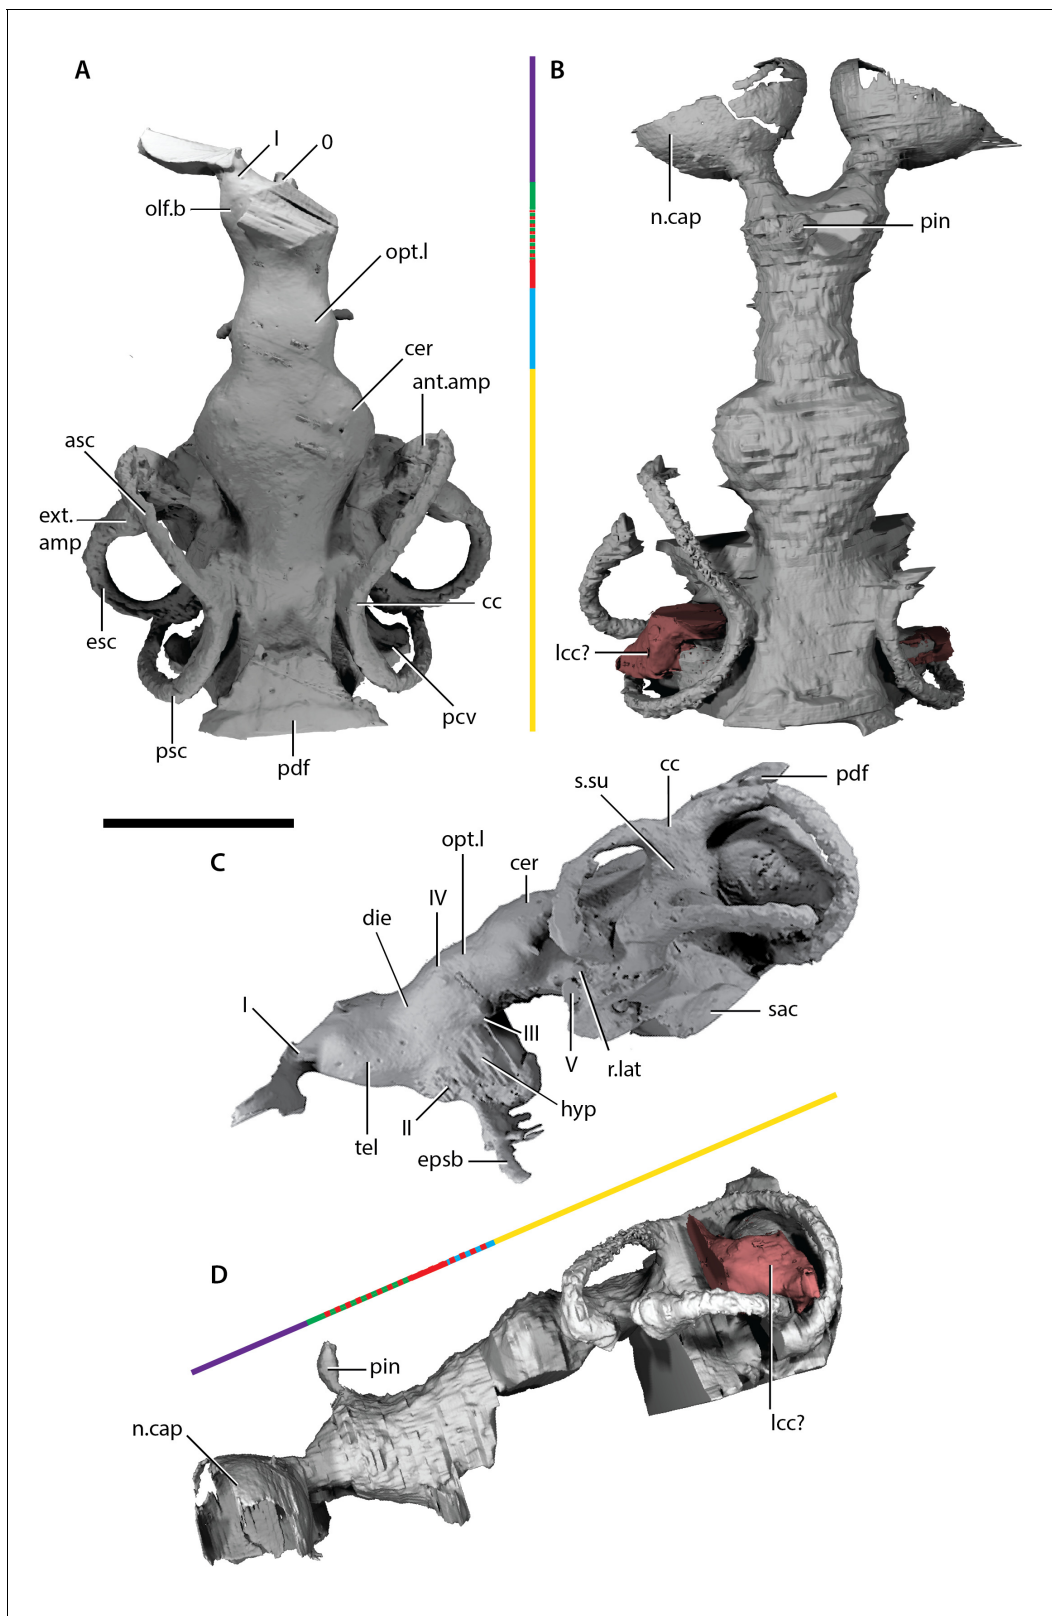 A
I
0
olf.b
opt.l
cer
ant.amp
asc
ext.
amp
esc
cc
psc
pcv
pdf
B
n.cap
pin
lcc?
C
cc
pdf
s.su
opt.l
cer
IV
die
I
sac
III
V
r.lat
hyp
II
tel
epsb
D
pin
n.cap
lcc?